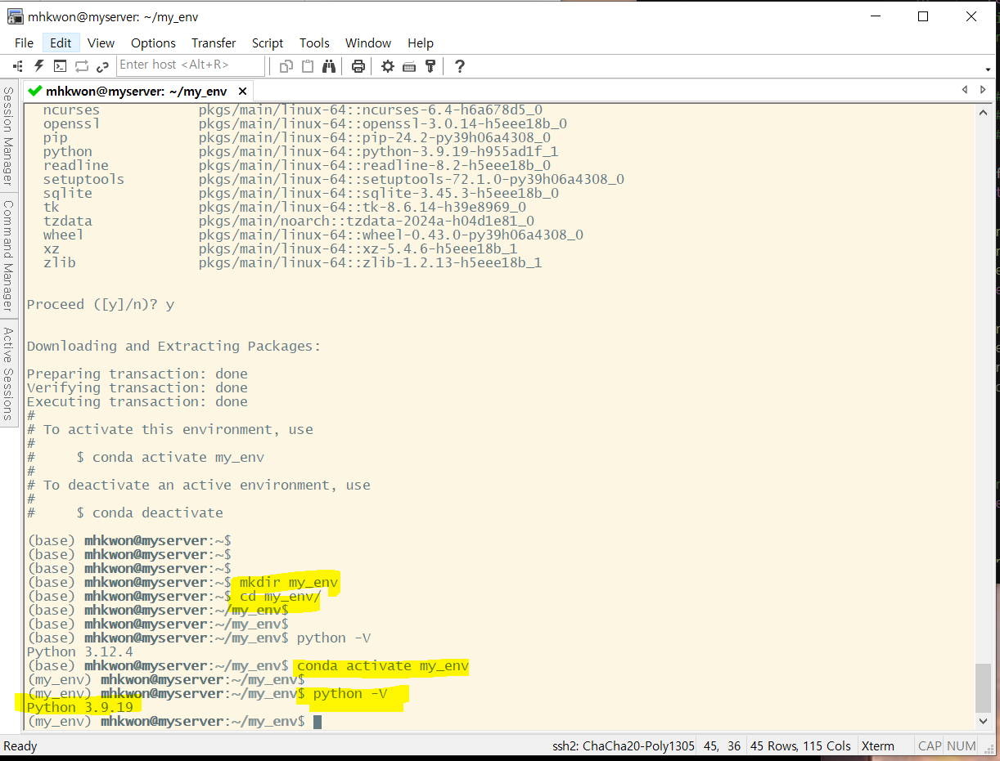 mhkwon@myserver: ~/my_env
File Edit View Options Transfer Script Tools Window Help
Enter host <Alt+R>
mhkwon@myserver: ~/my_env
Session Manager
Command Manager
Active Sessions
ncurses pkgs/main/linux-64::ncurses-6.4-h6a678d5_0
openssl pkgs/main/linux-64::openssl-3.0.14-h5eee18b_0
pip pkgs/main/linux-64::pip-24.2-py39h06a4308_0
python pkgs/main/linux-64::python-3.9.19-h955ad1f_1
readline pkgs/main/linux-64::readline-8.2-h5eee18b_0
setuptools pkgs/main/linux-64::setuptools-72.1.0-py39h06a4308_0
sqlite pkgs/main/linux-64::sqlite-3.45.3-h5eee18b_0
tk pkgs/main/linux-64::tk-8.6.14-h39e8969_0
tzdata pkgs/main/noarch::tzdata-2024a-h04d1e81_0
wheel pkgs/main/linux-64::wheel-0.43.0-py39h06a4308_0
xz pkgs/main/linux-64::xz-5.4.6-h5eee18b_1
zlib pkgs/main/linux-64::zlib-1.2.13-h5eee18b_1
Proceed ([y]/n)? y
Downloading and Extracting Packages:
Preparing transaction: done
Verifying transaction: done
Executing transaction: done
#
# To activate this environment, use
#
#     $ conda activate my_env
#
# To deactivate an active environment, use
#
#     $ conda deactivate
(base) mhkwon@myserver:~$
(base) mhkwon@myserver:~$
(base) mhkwon@myserver:~$
(base) mhkwon@myserver:~$ mkdir my_env
(base) mhkwon@myserver:~$ cd my_env/
(base) mhkwon@myserver:~/my_env$
(base) mhkwon@myserver:~/my_env$
(base) mhkwon@myserver:~/my_env$ python -V
Python 3.12.4
(base) mhkwon@myserver:~/my_env$ conda activate my_env
(my_env) mhkwon@myserver:~/my_env$
(my_env) mhkwon@myserver:~/my_env$ python -V
Python 3.9.19
(my_env) mhkwon@myserver:~/my_env$
Ready ssh2: ChaCha20-Poly1305 45, 36 45 Rows, 115 Cols Xterm CAP NUM